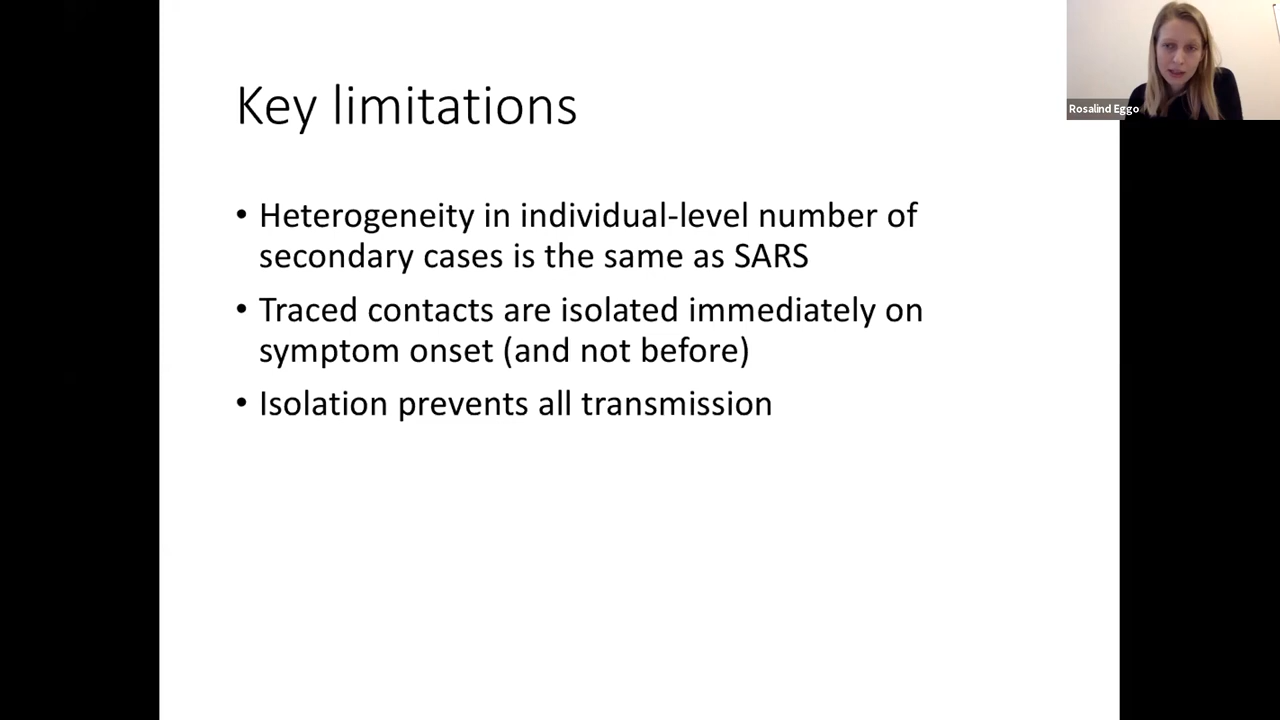 Key limitations
Rosalind Eggo
• Heterogeneity in individual-level number of
secondary cases is the same as SARS
• Traced contacts are isolated immediately on
symptom onset (and not before)
• Isolation prevents all transmission